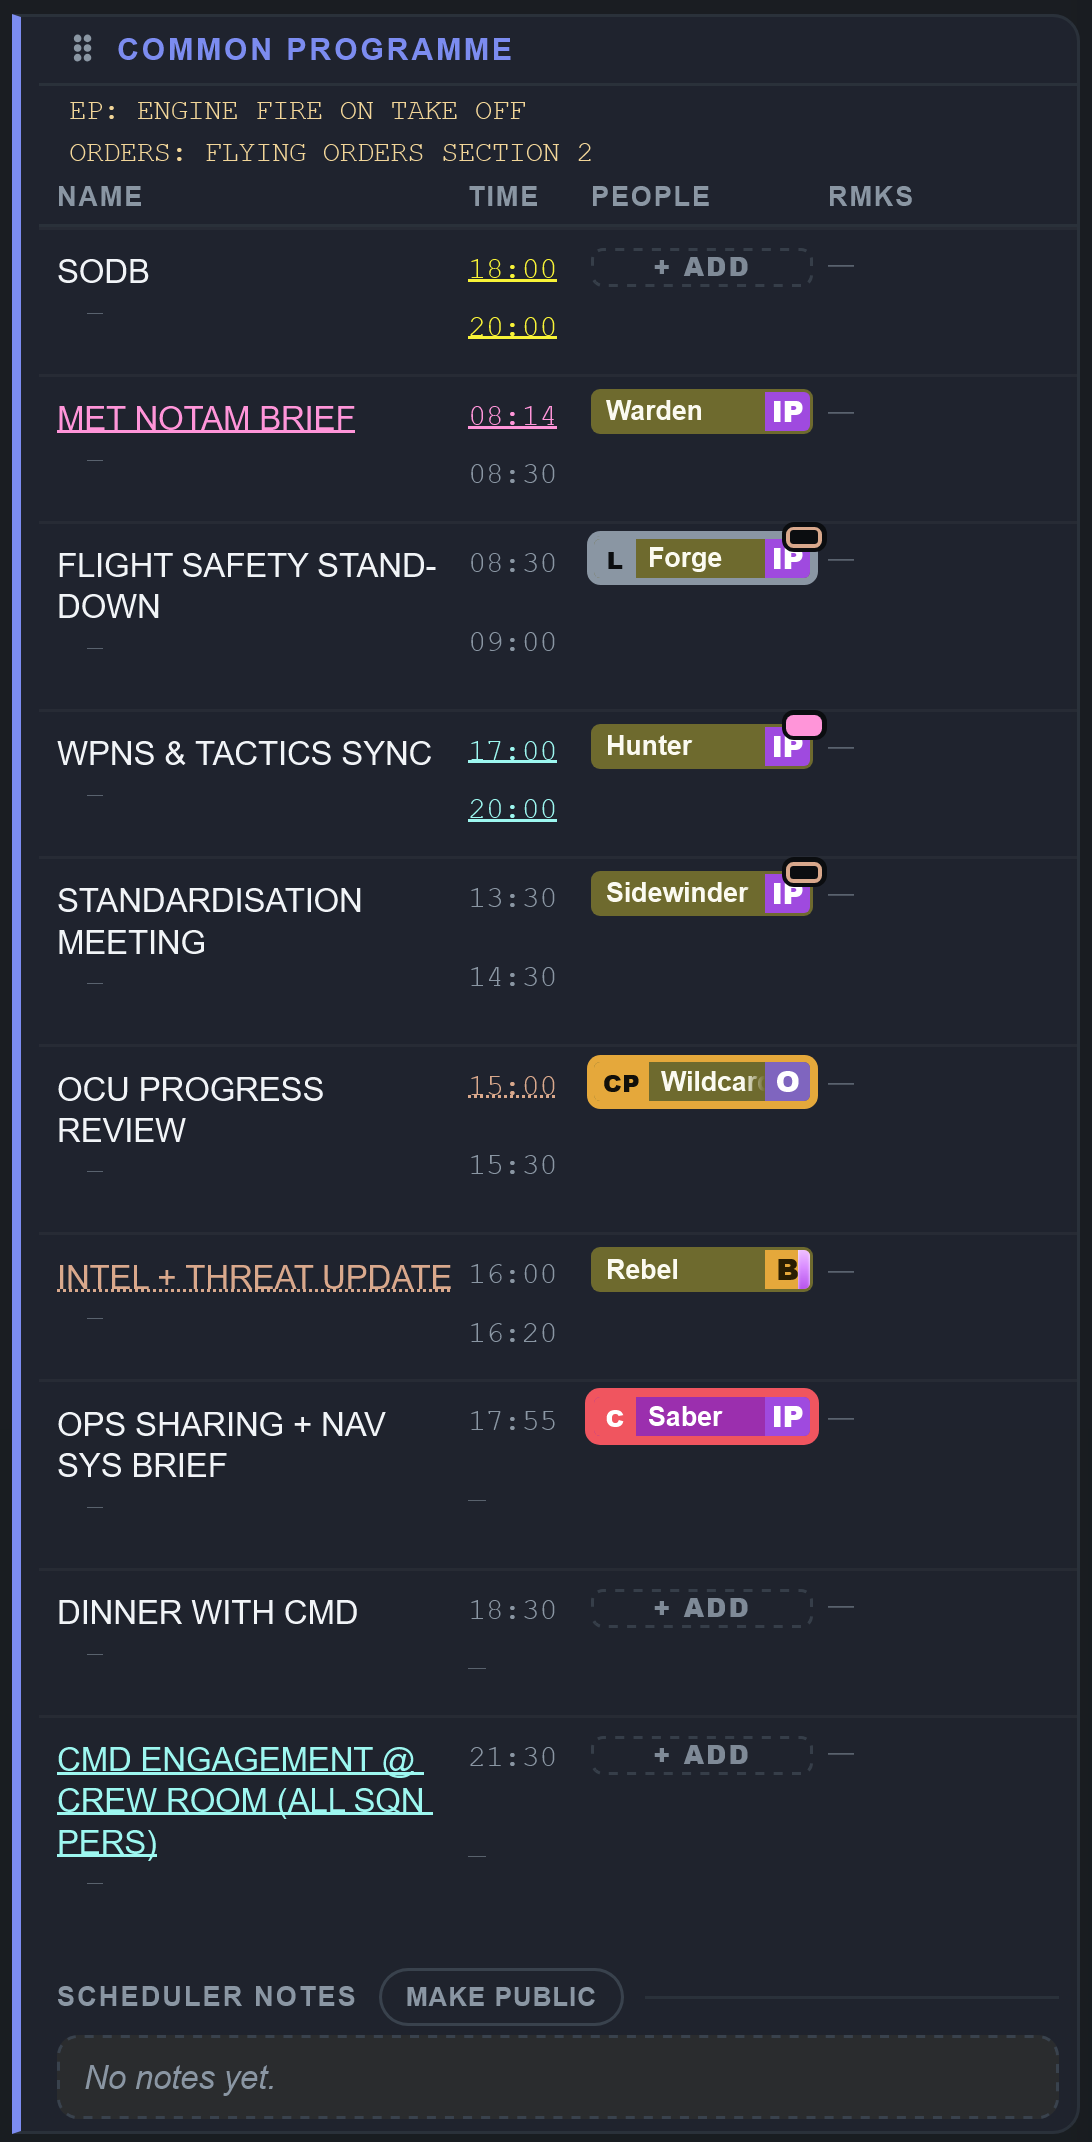 COMMON PROGRAMME
EP: ENGINE FIRE ON TAKE OFF
ORDERS: FLYING ORDERS SECTION 2
NAME TIME PEOPLE RMKS
SODB 18:00 + ADD —
— 20:00
MET NOTAM BRIEF 08:14 Warden IP —
— 08:30
FLIGHT SAFETY STAND- 08:30 L Forge IP —
DOWN
— 09:00
WPNS & TACTICS SYNC 17:00 Hunter IP —
— 20:00
STANDARDISATION 13:30 Sidewinder IP —
MEETING
— 14:30
OCU PROGRESS 15:00 CP Wildcard O —
REVIEW
— 15:30
INTEL + THREAT UPDATE 16:00 Rebel B —
— 16:20
OPS SHARING + NAV 17:55 C Saber IP —
SYS BRIEF
— —
DINNER WITH CMD 18:30 + ADD —
— —
CMD ENGAGEMENT @ 21:30 + ADD —
CREW ROOM (ALL SQN
PERS) —
—
SCHEDULER NOTES MAKE PUBLIC
No notes yet.